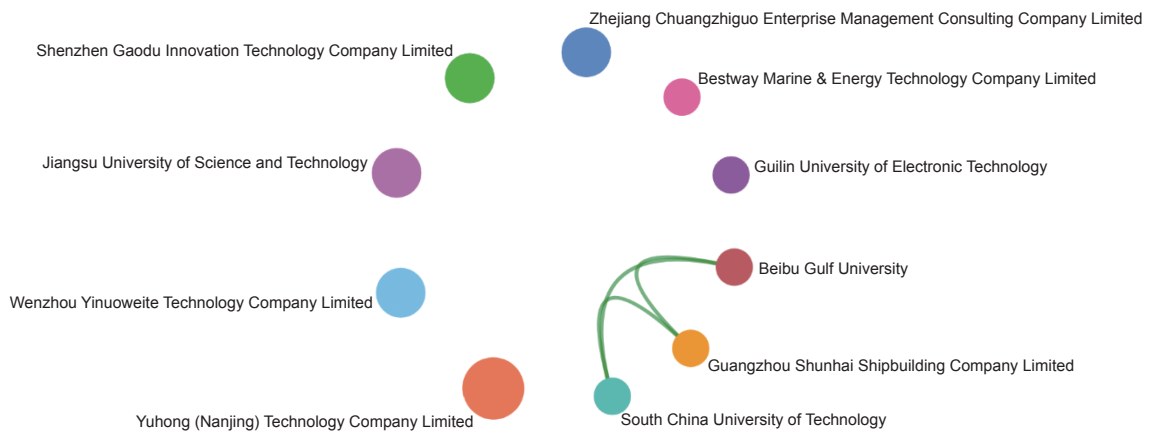 Zhejiang Chuangzhiguo Enterprise Management Consulting Company Limited
Shenzhen Gaodu Innovation Technology Company Limited
Bestway Marine & Energy Technology Company Limited
Jiangsu University of Science and Technology
Guilin University of Electronic Technology
Beibu Gulf University
Wenzhou Yinuoweite Technology Company Limited
Guangzhou Shunhai Shipbuilding Company Limited
South China University of Technology
Yuhong (Nanjing) Technology Company Limited